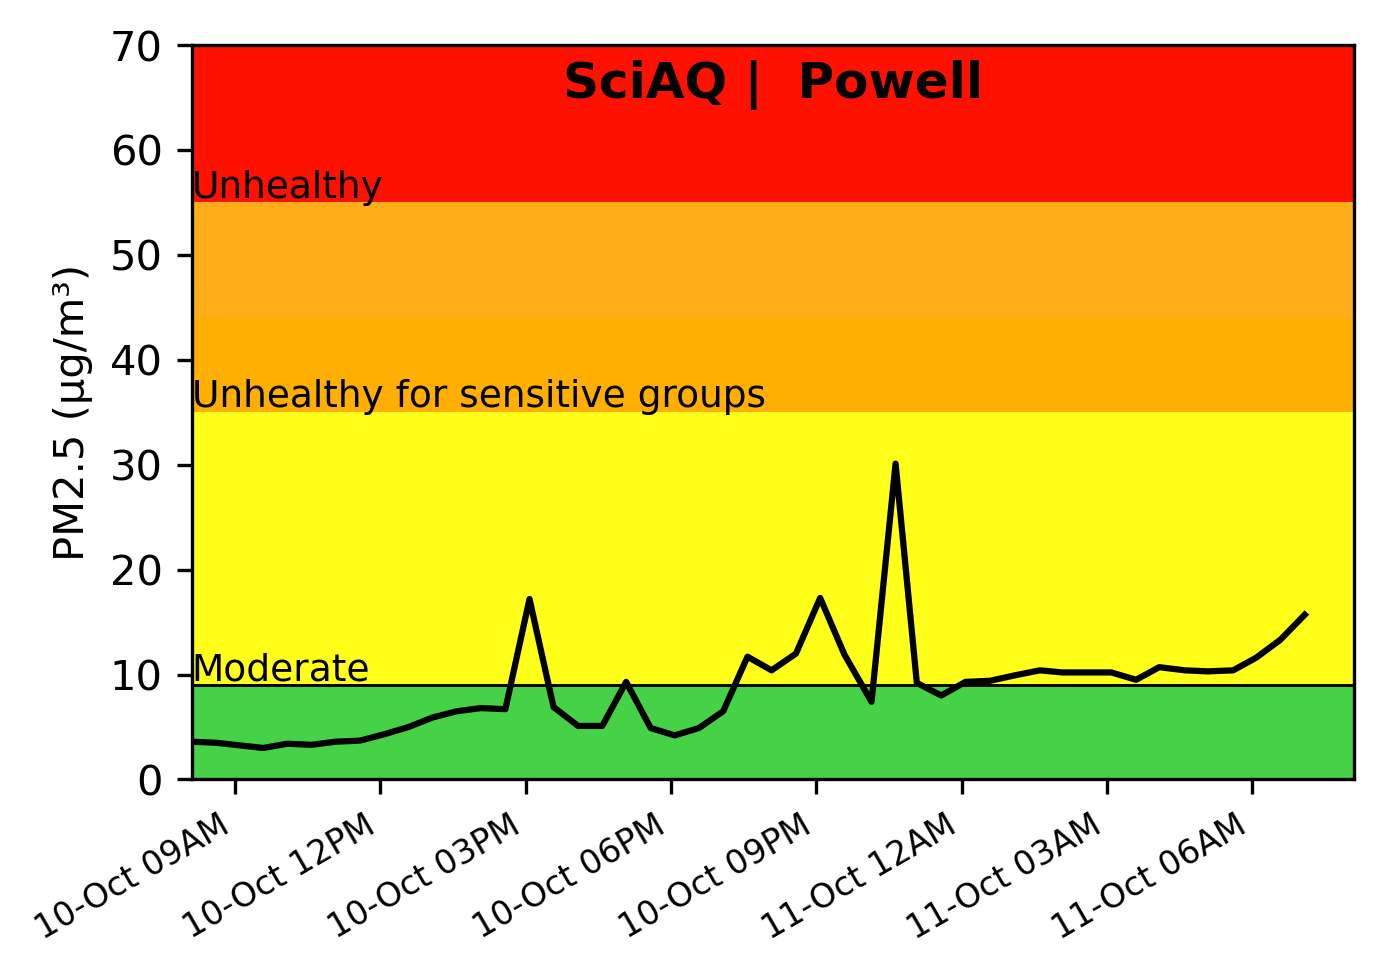 SciAQ | Powell
PM2.5 (µg/m³)
70
60
50
40
30
20
10
0
Unhealthy
Unhealthy for sensitive groups
Moderate
10-Oct 09AM
10-Oct 12PM
10-Oct 03PM
10-Oct 06PM
10-Oct 09PM
11-Oct 12AM
11-Oct 03AM
11-Oct 06AM